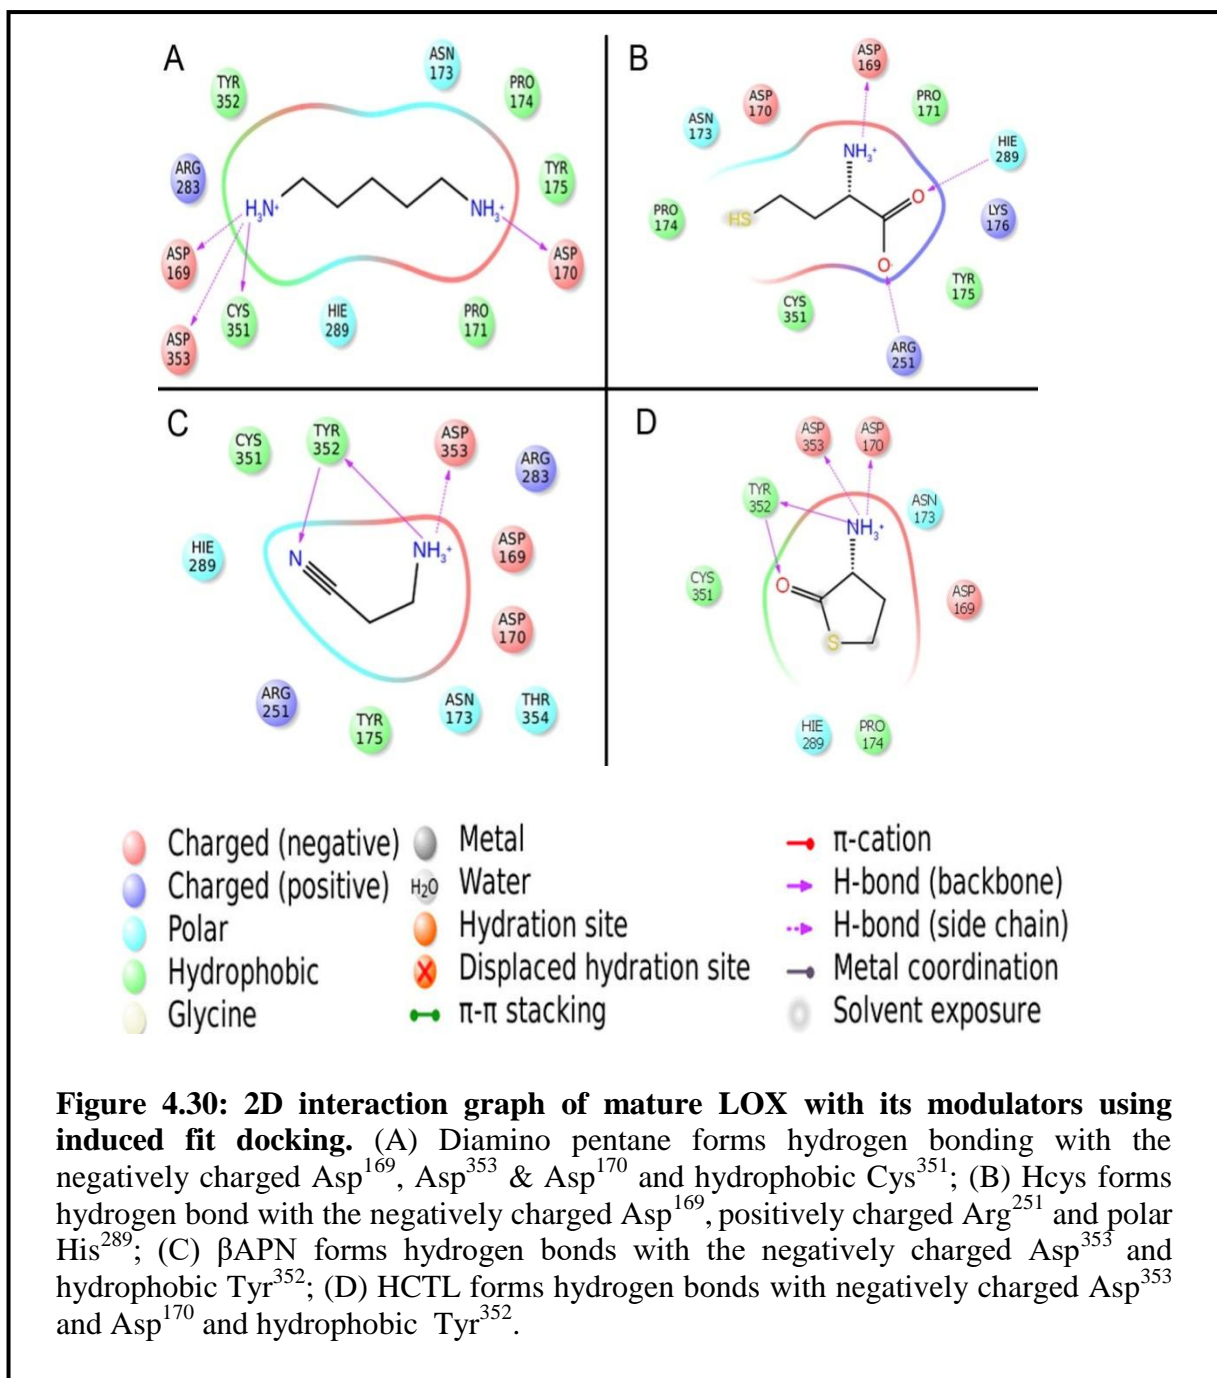 A
TYR
352
ASN
173
PRO
174
ARG
283
TYR
175
H₃N⁺
NH₃⁺
ASP
169
ASP
170
CYS
351
HIE
289
PRO
171
ASP
353
B
ASP
169
ASP
170
PRO
171
ASN
173
HIE
289
NH₃⁺
O
PRO
174
HS
LYS
176
O
TYR
175
CYS
351
ARG
251
C
CYS
351
TYR
352
ASP
353
ARG
283
HIE
289
N
NH₃⁺
ASP
169
ASP
170
ARG
251
TYR
175
ASN
173
THR
354
D
ASP
353
ASP
170
TYR
352
ASN
173
NH₃⁺
CYS
351
O
ASP
169
S
HIE
289
PRO
174
Charged (negative)
Charged (positive)
Polar
Hydrophobic
Glycine
Metal
H₂O Water
Hydration site
Displaced hydration site
π-π stacking
π-cation
H-bond (backbone)
H-bond (side chain)
Metal coordination
Solvent exposure
Figure 4.30: 2D interaction graph of mature LOX with its modulators using
induced fit docking. (A) Diamino pentane forms hydrogen bonding with the
negatively charged Asp¹⁶⁹, Asp³⁵³ & Asp¹⁷⁰ and hydrophobic Cys³⁵¹; (B) Hcys forms
hydrogen bond with the negatively charged Asp¹⁶⁹, positively charged Arg²⁵¹ and polar
His²⁸⁹; (C) βAPN forms hydrogen bonds with the negatively charged Asp³⁵³ and
hydrophobic Tyr³⁵²; (D) HCTL forms hydrogen bonds with negatively charged Asp³⁵³
and Asp¹⁷⁰ and hydrophobic Tyr³⁵².